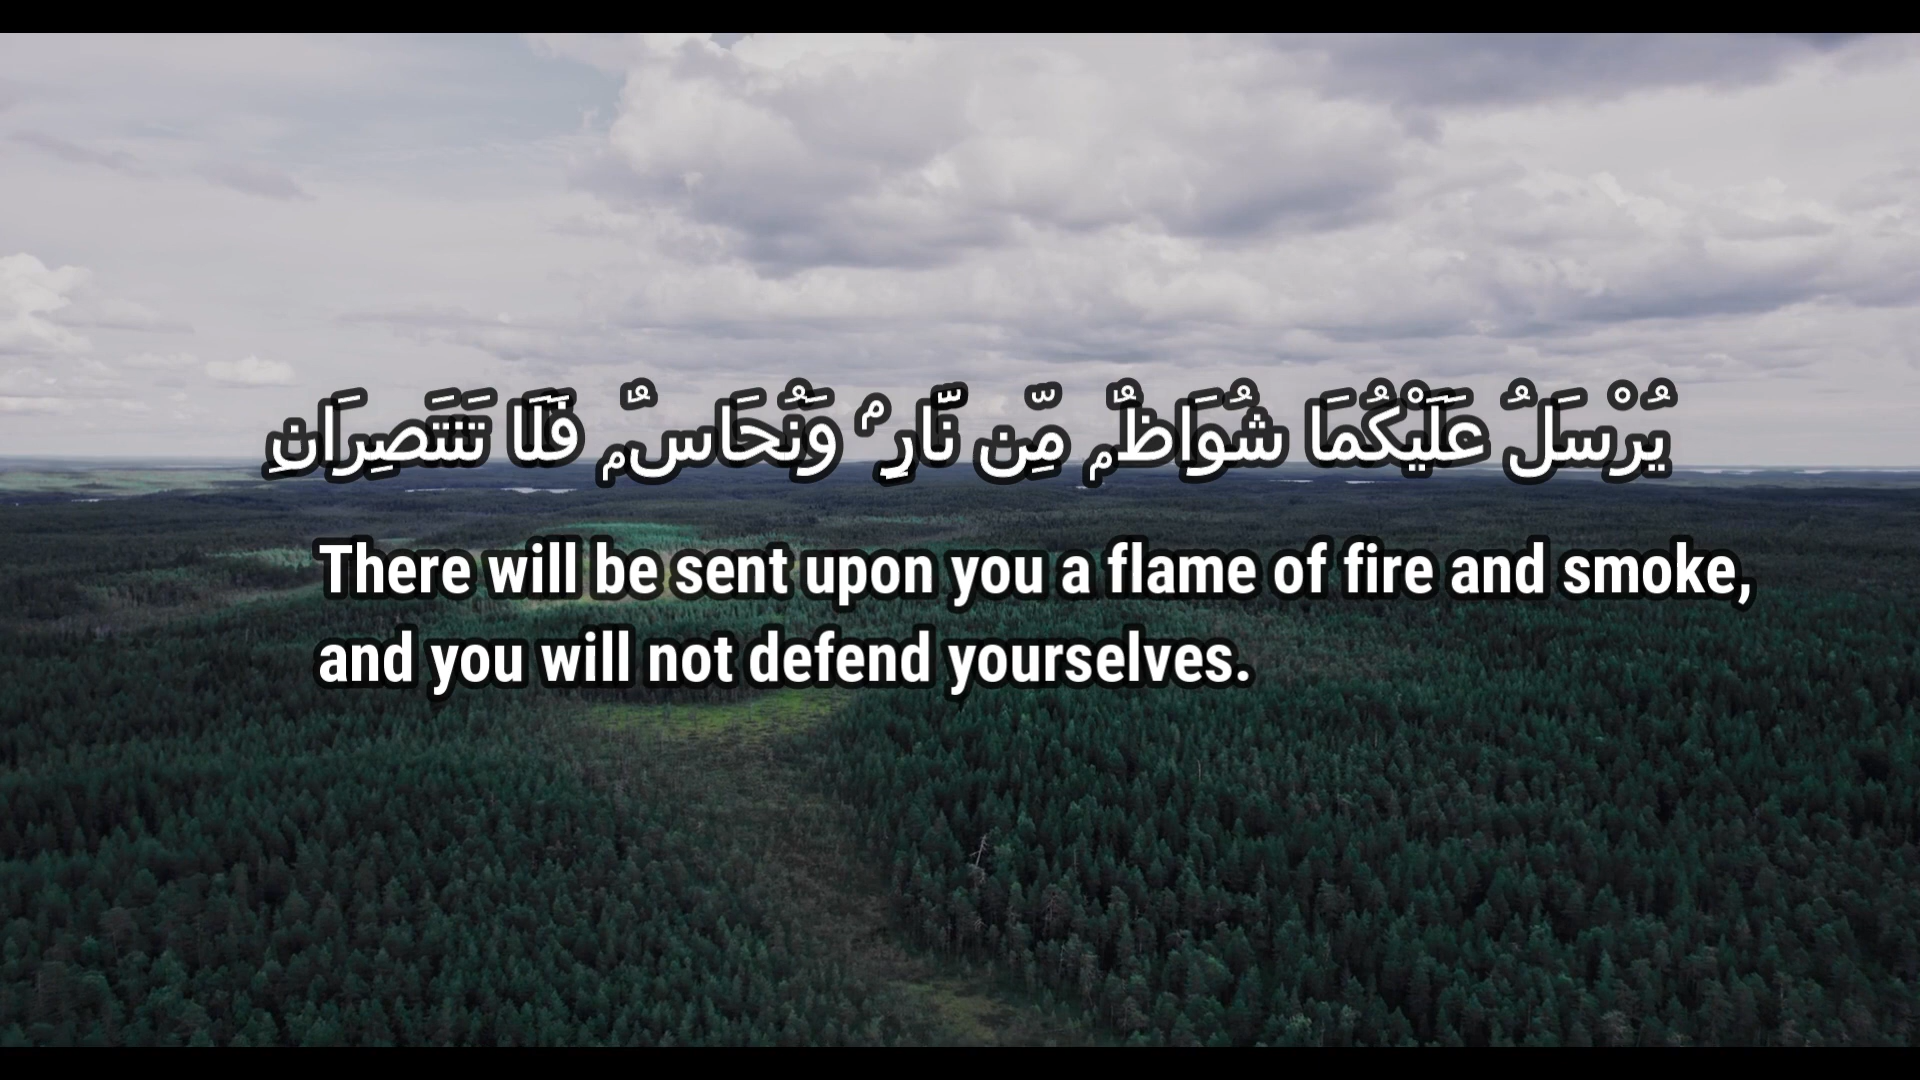 يُرْسَلُ عَلَيْكُمَا شُوَاظٌۭ مِّن نَّارٍۢ وَنُحَاسٌۭ فَلَا تَنتَصِرَانِ
There will be sent upon you a flame of fire and smoke,
and you will not defend yourselves.